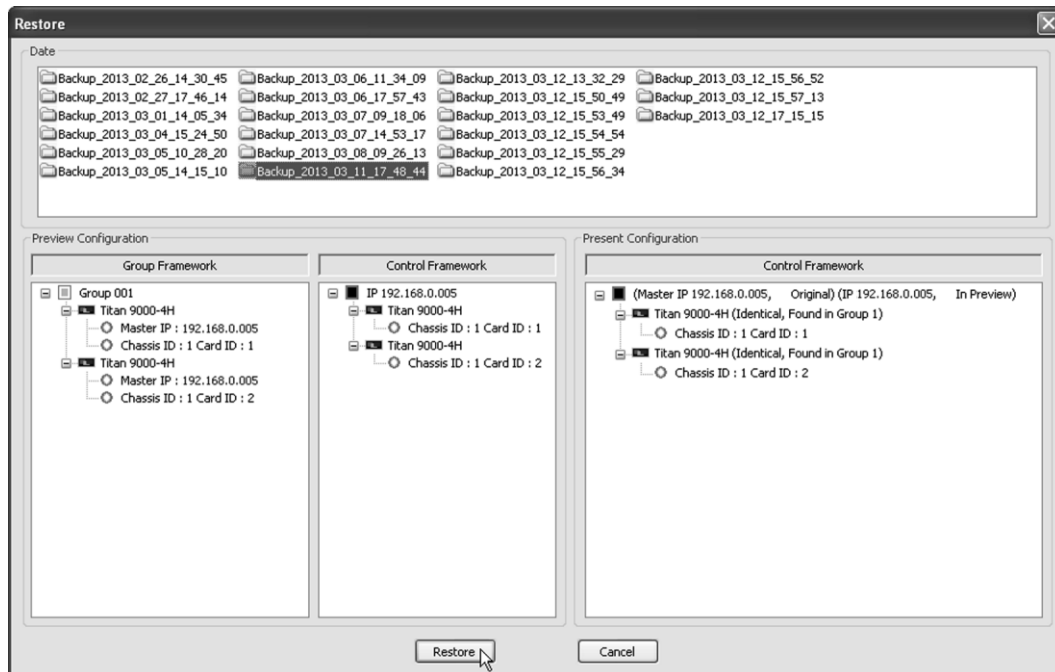 Restore
Date
Backup_2013_02_26_14_30_45 Backup_2013_03_06_11_34_09 Backup_2013_03_12_13_32_29 Backup_2013_03_12_15_56_52
Backup_2013_02_27_17_46_14 Backup_2013_03_06_17_57_43 Backup_2013_03_12_15_50_49 Backup_2013_03_12_15_57_13
Backup_2013_03_01_14_05_34 Backup_2013_03_07_09_18_06 Backup_2013_03_12_15_53_49 Backup_2013_03_12_17_15_15
Backup_2013_03_04_15_24_50 Backup_2013_03_07_14_53_17 Backup_2013_03_12_15_54_54
Backup_2013_03_05_10_28_20 Backup_2013_03_08_09_26_13 Backup_2013_03_12_15_55_29
Backup_2013_03_05_14_15_10 Backup_2013_03_11_17_48_44 Backup_2013_03_12_15_56_34
Preview Configuration
Group Framework
Group 001
Titan 9000-4H
Master IP : 192.168.0.005
Chassis ID : 1 Card ID : 1
Titan 9000-4H
Master IP : 192.168.0.005
Chassis ID : 1 Card ID : 2
Control Framework
IP 192.168.0.005
Titan 9000-4H
Chassis ID : 1 Card ID : 1
Titan 9000-4H
Chassis ID : 1 Card ID : 2
Present Configuration
Control Framework
(Master IP 192.168.0.005, Original) (IP 192.168.0.005, In Preview)
Titan 9000-4H (Identical, Found in Group 1)
Chassis ID : 1 Card ID : 1
Titan 9000-4H (Identical, Found in Group 1)
Chassis ID : 1 Card ID : 2
Restore
Cancel